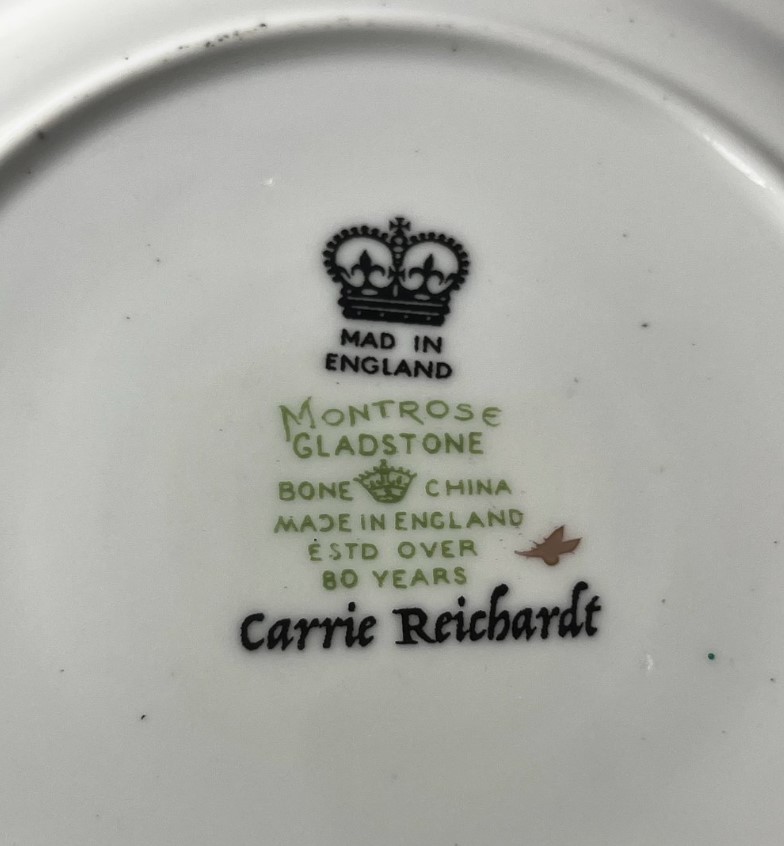 MAD IN
ENGLAND
MONTROSE
GLADSTONE
BONE CHINA
MADE IN ENGLAND
ESTD OVER
80 YEARS
Carrie Reichardt